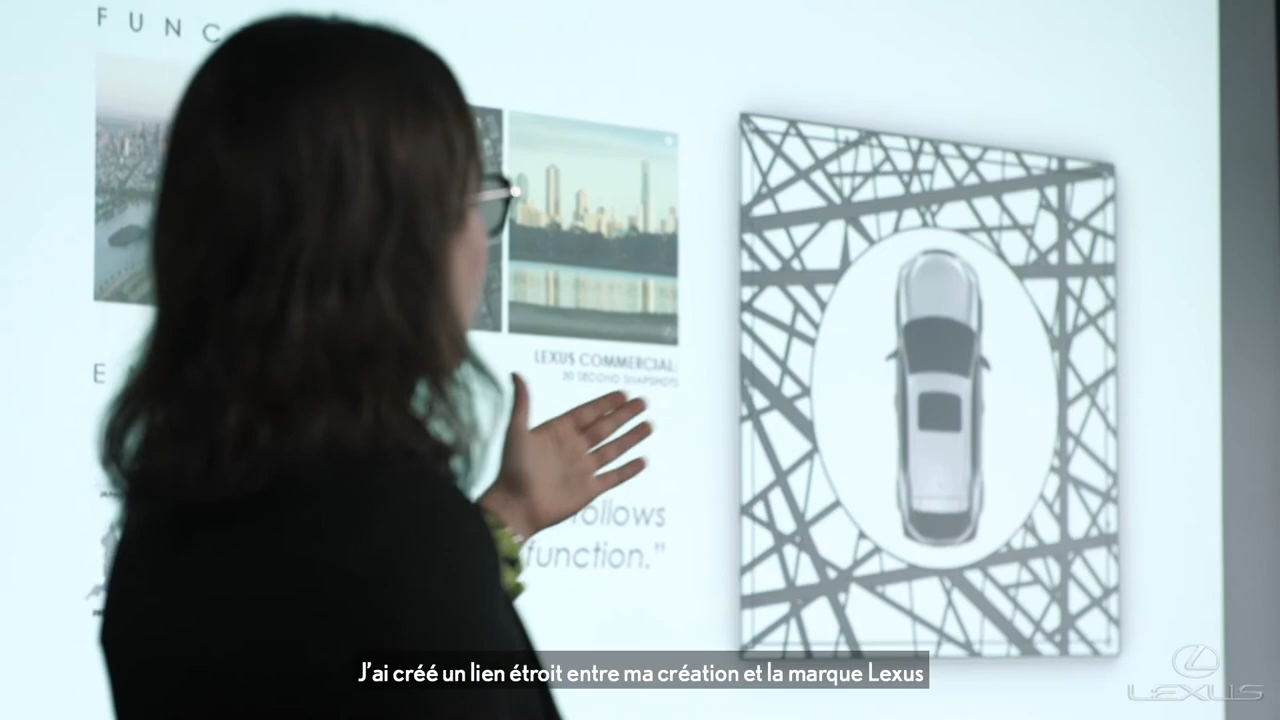 FUNC
LEXUS COMMERCIAL:
30 SECOND SNAPSHOTS
E
follows
function.”
J’ai créé un lien étroit entre ma création et la marque Lexus
LEXUS